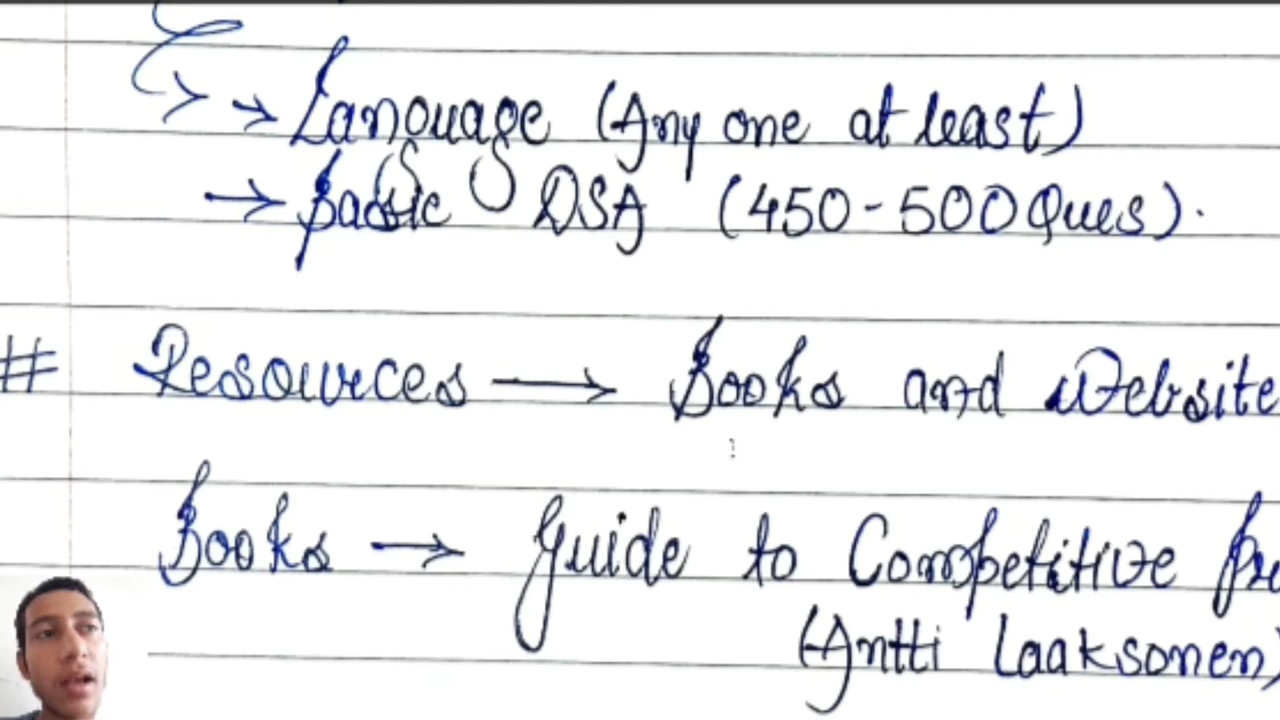 → Language (Any one at least)
→ Basic DSA (450-500 Ques).
# Resources → Books and Website
Books → Guide to Competitive
(Antti Laaksonen)